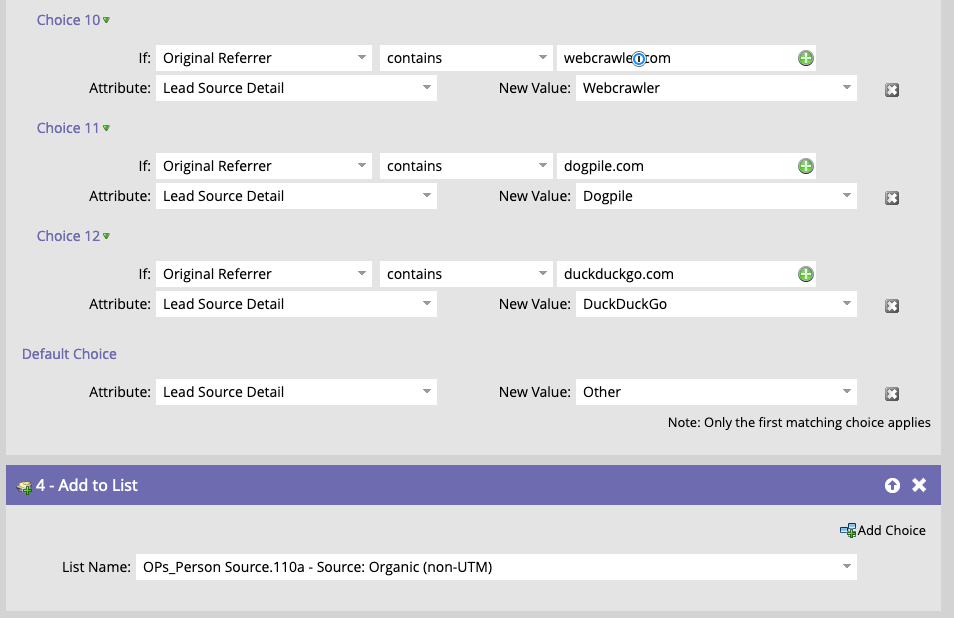 Choice 10
If: Original Referrer contains webcrawler.com
Attribute: Lead Source Detail New Value: Webcrawler
Choice 11
If: Original Referrer contains dogpile.com
Attribute: Lead Source Detail New Value: Dogpile
Choice 12
If: Original Referrer contains duckduckgo.com
Attribute: Lead Source Detail New Value: DuckDuckGo
Default Choice
Attribute: Lead Source Detail New Value: Other
Note: Only the first matching choice applies
4 - Add to List
Add Choice
List Name: OPs_Person Source.110a - Source: Organic (non-UTM)